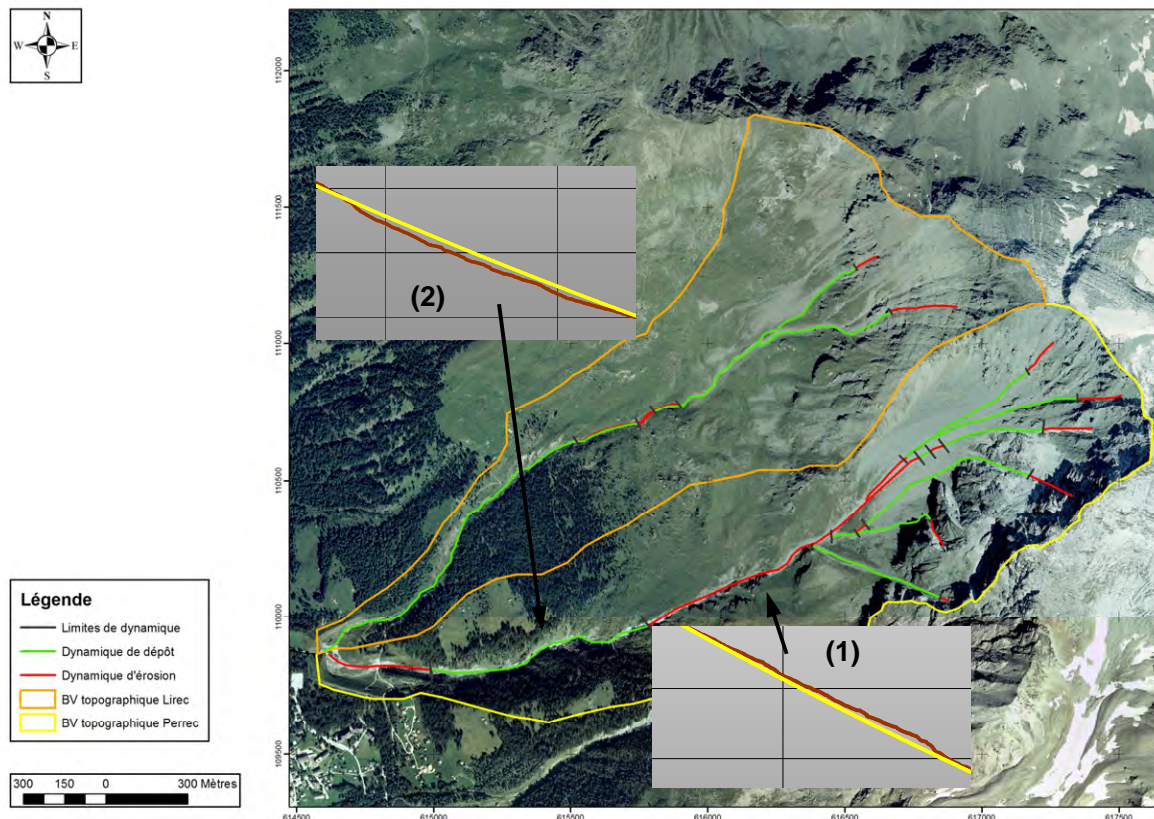 N
W E
S
112000
111500
111000
110500
110000
109500
(2)
(1)
Légende
Limites de dynamique
Dynamique de dépôt
Dynamique d'érosion
BV topographique Lirec
BV topographique Perrec
300 150 0 300 Mètres
614500 615000 615500 616000 616500 617000 617500